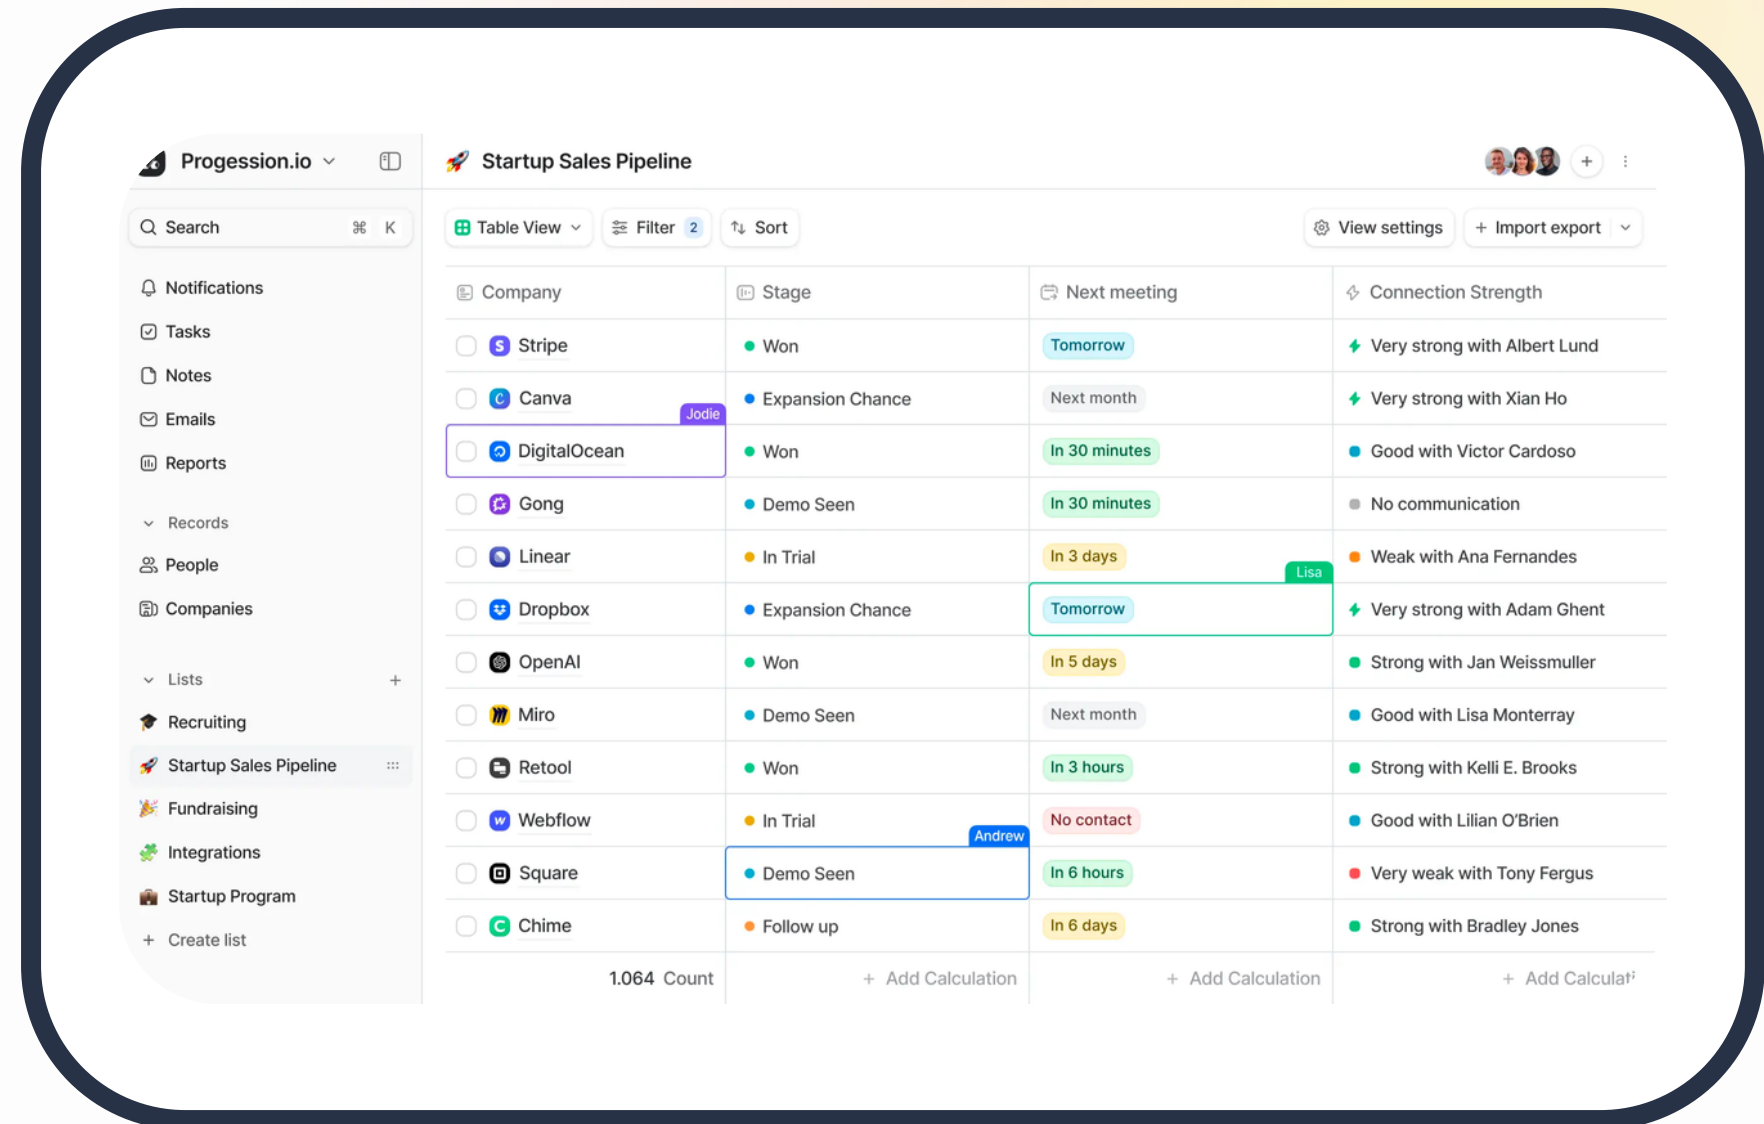 Progession.io
Search ⌘ K
Notifications
Tasks
Notes
Emails
Reports
Records
People
Companies
Lists +
Recruiting
Startup Sales Pipeline
Fundraising
Integrations
Startup Program
+ Create list
Startup Sales Pipeline
Table View Filter 2 Sort View settings + Import export
Company Stage Next meeting Connection Strength
S Stripe Won Tomorrow Very strong with Albert Lund
C Canva Expansion Chance Next month Very strong with Xian Ho
Jodie
DigitalOcean Won In 30 minutes Good with Victor Cardoso
Gong Demo Seen In 30 minutes No communication
Linear In Trial In 3 days Weak with Ana Fernandes
Lisa
Dropbox Expansion Chance Tomorrow Very strong with Adam Ghent
OpenAI Won In 5 days Strong with Jan Weissmuller
Miro Demo Seen Next month Good with Lisa Monterray
Retool Won In 3 hours Strong with Kelli E. Brooks
W Webflow In Trial No contact Good with Lilian O'Brien
Andrew
Square Demo Seen In 6 hours Very weak with Tony Fergus
C Chime Follow up In 6 days Strong with Bradley Jones
1.064 Count + Add Calculation + Add Calculation + Add Calculat